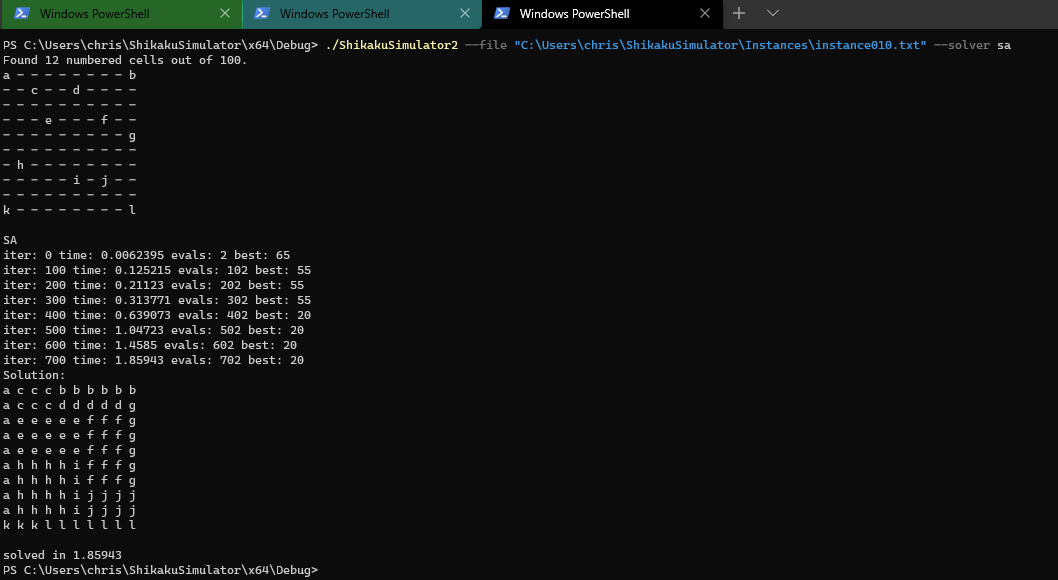 Windows PowerShell
Windows PowerShell
Windows PowerShell
PS C:\Users\chris\ShikakuSimulator\x64\Debug> ./ShikakuSimulator2 --file "C:\Users\chris\ShikakuSimulator\Instances\instance010.txt" --solver sa
Found 12 numbered cells out of 100.
a - - - - - - - - b
- - c - - d - - - -
- - - - - - - - - -
- - - e - - - f - -
- - - - - - - - - g
- - - - - - - - - -
- h - - - - - - - -
- - - - - i - j - -
- - - - - - - - - -
k - - - - - - - - l
SA
iter: 0 time: 0.0062395 evals: 2 best: 65
iter: 100 time: 0.125215 evals: 102 best: 55
iter: 200 time: 0.21123 evals: 202 best: 55
iter: 300 time: 0.313771 evals: 302 best: 55
iter: 400 time: 0.639073 evals: 402 best: 20
iter: 500 time: 1.04723 evals: 502 best: 20
iter: 600 time: 1.4585 evals: 602 best: 20
iter: 700 time: 1.85943 evals: 702 best: 20
Solution:
a c c c b b b b b b
a c c c d d d d d g
a e e e e e f f f g
a e e e e e f f f g
a e e e e e f f f g
a h h h h i f f f g
a h h h h i f f f g
a h h h h i j j j j
a h h h h i j j j j
k k k l l l l l l l
solved in 1.85943
PS C:\Users\chris\ShikakuSimulator\x64\Debug>